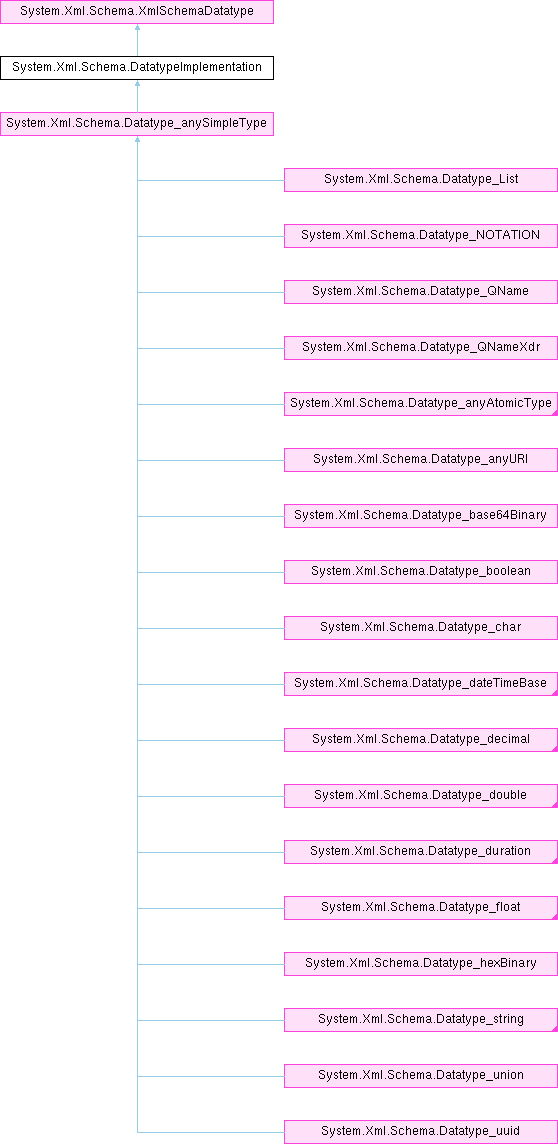 System.Xml.Schema.XmlSchemaDatatype
System.Xml.Schema.DatatypeImplementation
System.Xml.Schema.Datatype_anySimpleType
System.Xml.Schema.Datatype_List
System.Xml.Schema.Datatype_NOTATION
System.Xml.Schema.Datatype_QName
System.Xml.Schema.Datatype_QNameXdr
System.Xml.Schema.Datatype_anyAtomicType
System.Xml.Schema.Datatype_anyURI
System.Xml.Schema.Datatype_base64Binary
System.Xml.Schema.Datatype_boolean
System.Xml.Schema.Datatype_char
System.Xml.Schema.Datatype_dateTimeBase
System.Xml.Schema.Datatype_decimal
System.Xml.Schema.Datatype_double
System.Xml.Schema.Datatype_duration
System.Xml.Schema.Datatype_float
System.Xml.Schema.Datatype_hexBinary
System.Xml.Schema.Datatype_string
System.Xml.Schema.Datatype_union
System.Xml.Schema.Datatype_uuid